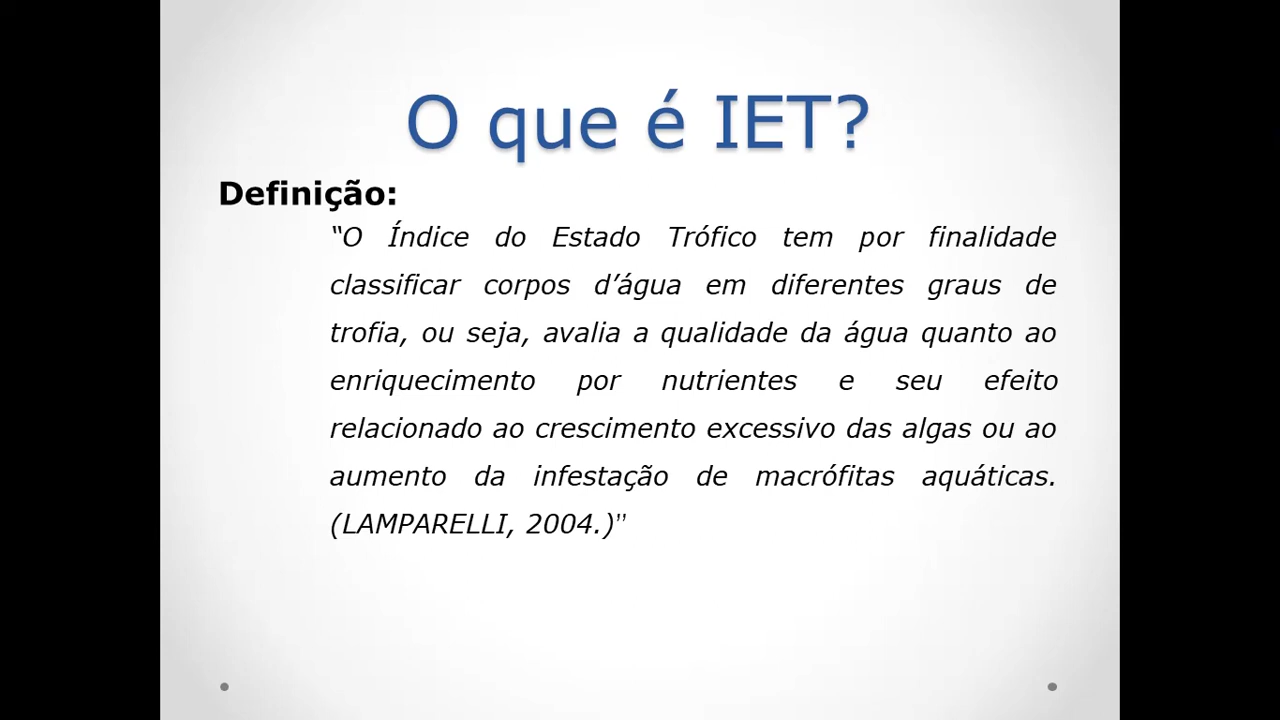 O que é IET?
Definição:
“O Índice do Estado Trófico tem por finalidade
classificar corpos d’água em diferentes graus de
trofia, ou seja, avalia a qualidade da água quanto ao
enriquecimento por nutrientes e seu efeito
relacionado ao crescimento excessivo das algas ou ao
aumento da infestação de macrófitas aquáticas.
(LAMPARELLI, 2004.)”